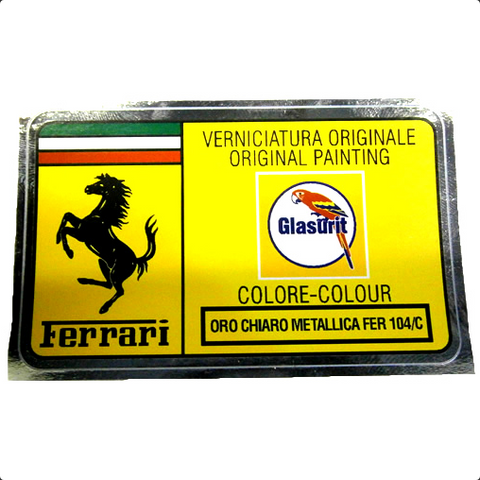 Ferrari
VERNICIATURA ORIGINALE
ORIGINAL PAINTING
Glasurit
COLORE-COLOUR
ORO CHIARO METALLICA FER 104/C